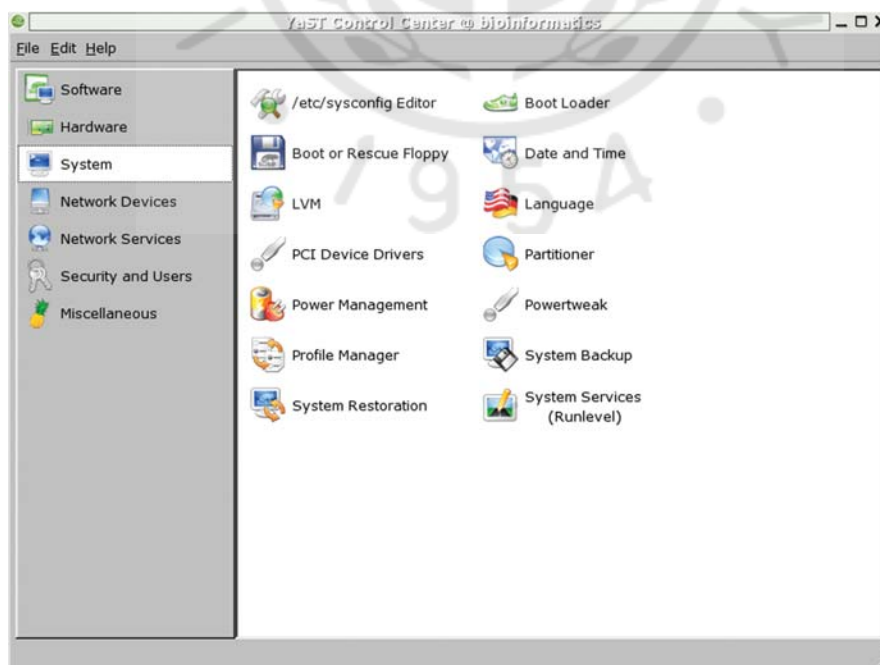 YaST Control Center @ bioinformatics
File Edit Help
Software
Hardware
System
Network Devices
Network Services
Security and Users
Miscellaneous
/etc/sysconfig Editor
Boot Loader
Boot or Rescue Floppy
Date and Time
LVM
Language
PCI Device Drivers
Partitioner
Power Management
Powertweak
Profile Manager
System Backup
System Restoration
System Services
(Runlevel)
1954